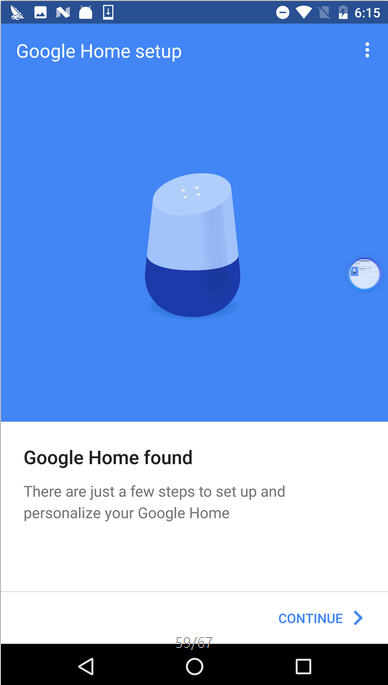 6:15
Google Home setup
Google Home found
There are just a few steps to set up and
personalize your Google Home
CONTINUE
59/67